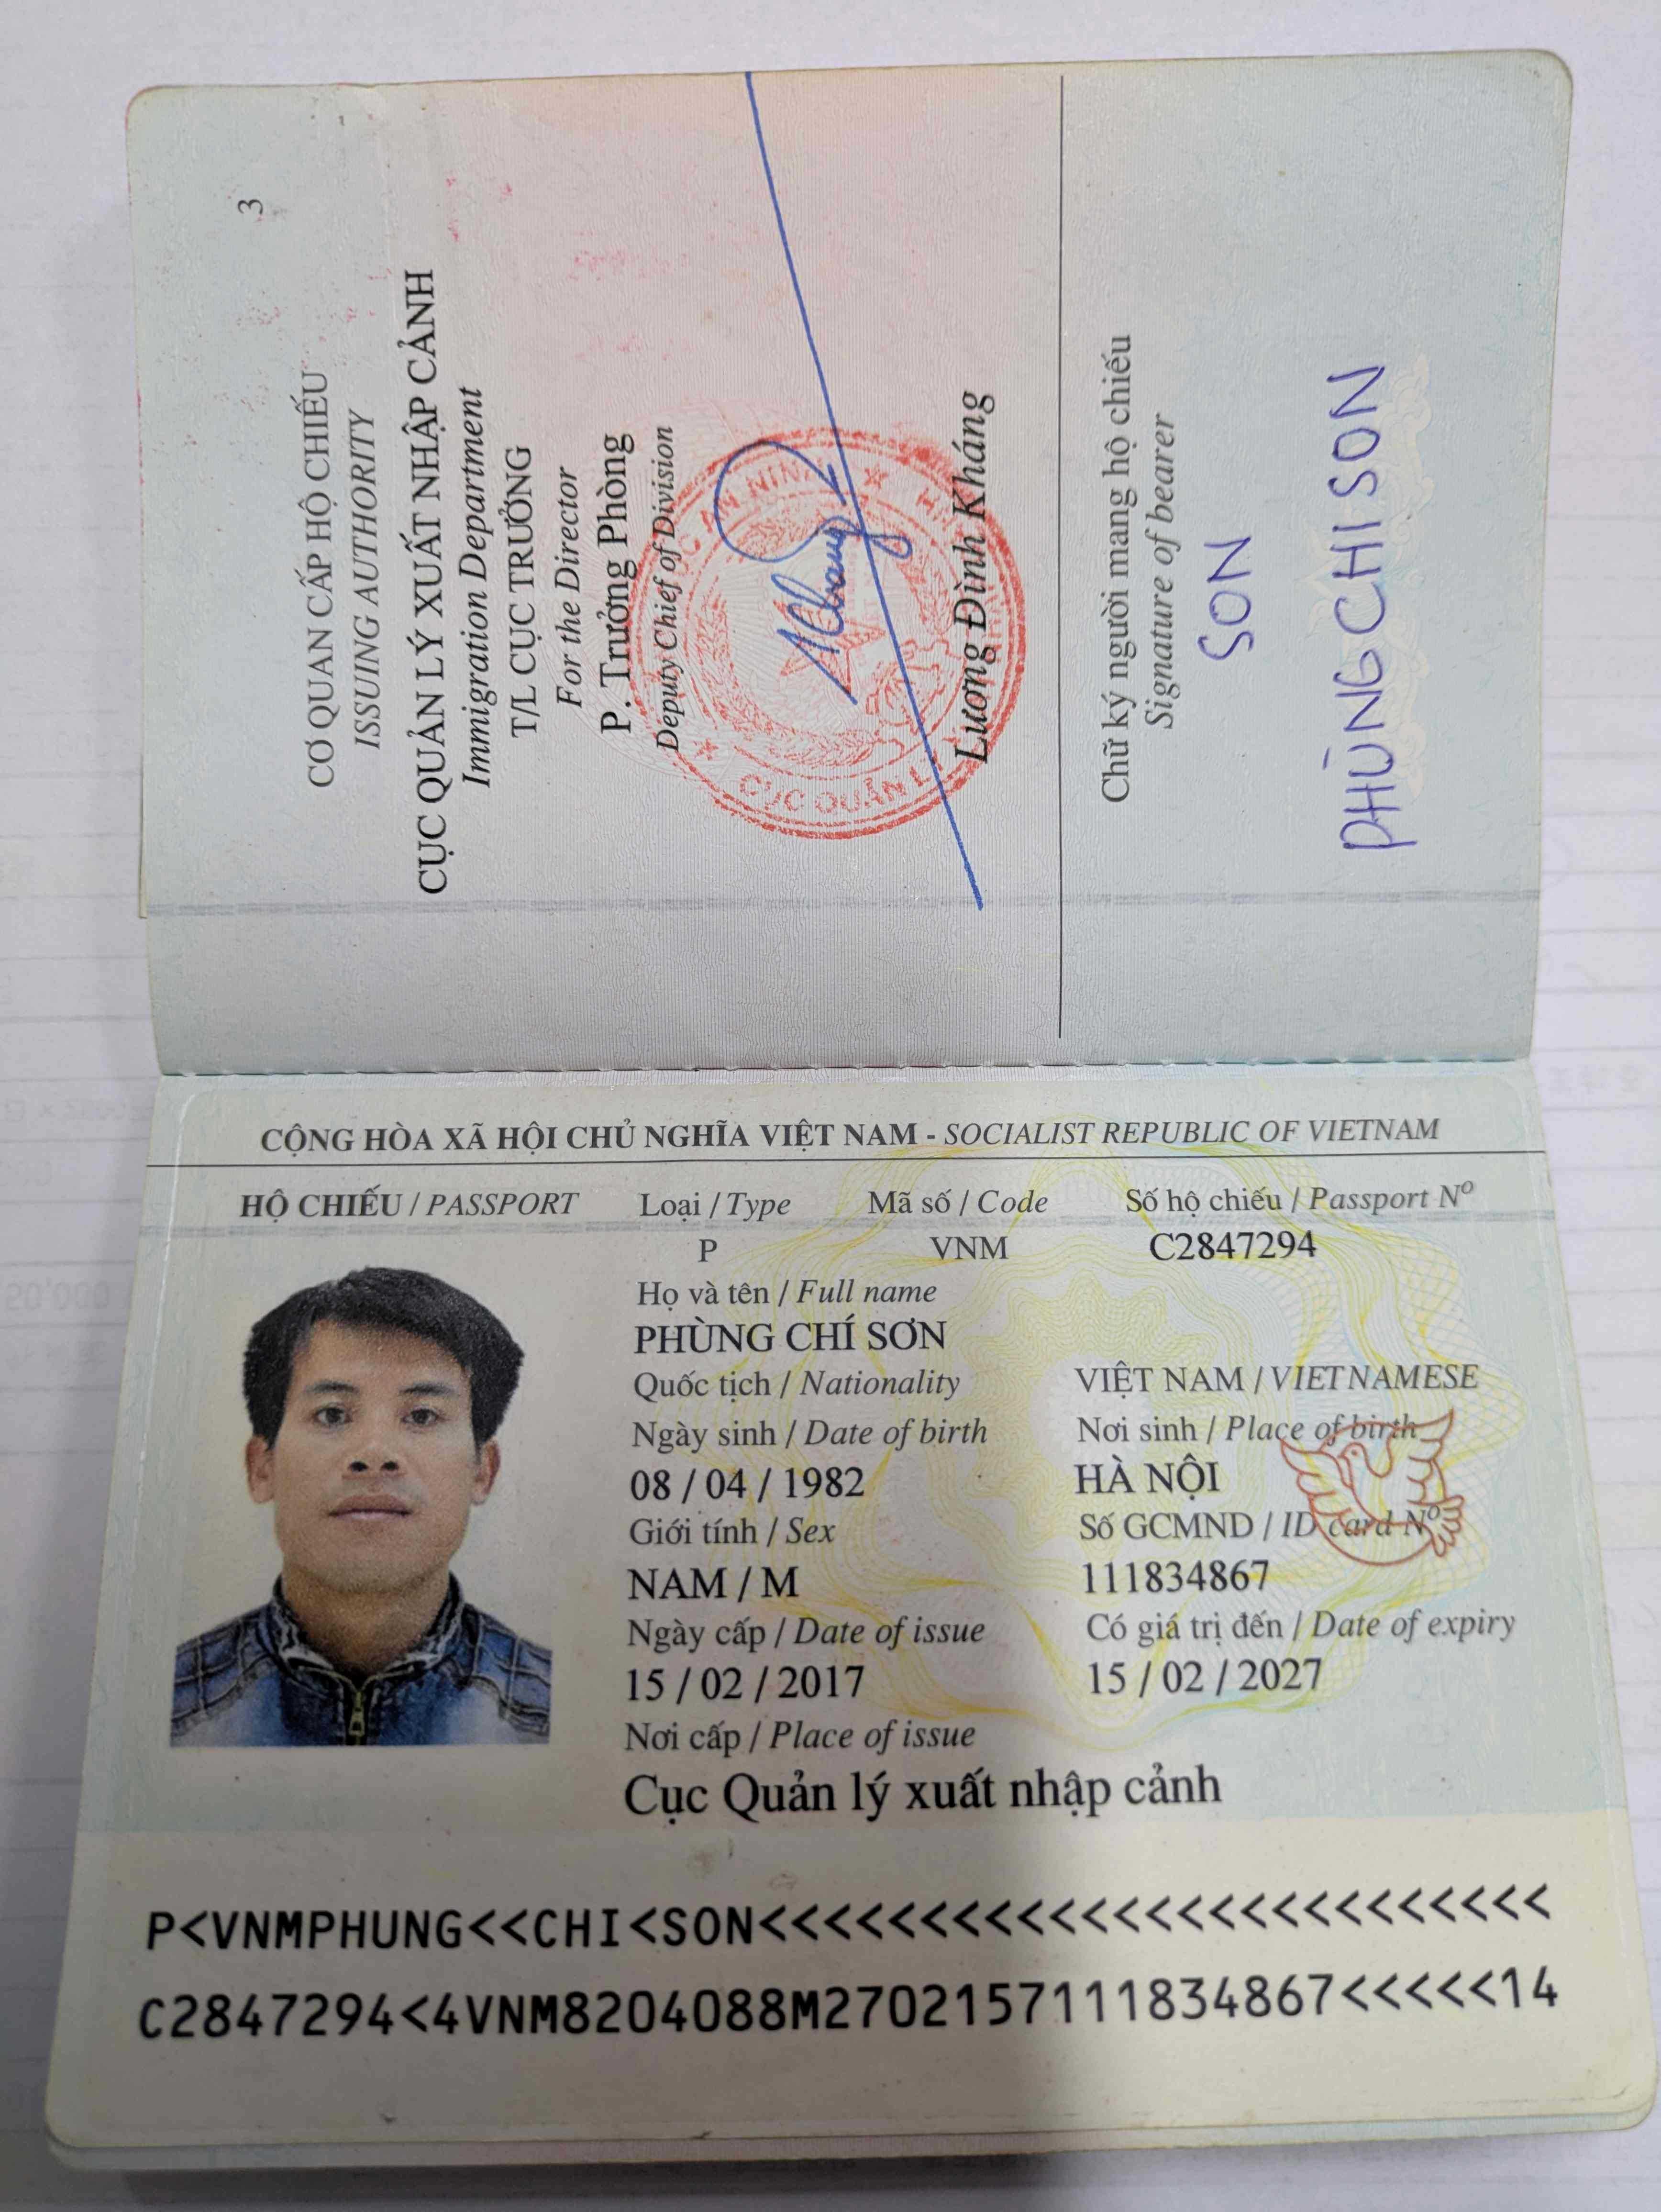 3
CƠ QUAN CẤP HỘ CHIẾU
ISSUING AUTHORITY
CỤC QUẢN LÝ XUẤT NHẬP CẢNH
Immigration Department
T/L CỤC TRƯỞNG
For the Director
P. Trưởng Phòng
Deputy Chief of Division
CỤC QUẢN L
AN NIN
Lương Đình Kháng
Chữ ký người mang hộ chiếu
Signature of bearer
SON
PHÙNG CHI SON
CỘNG HÒA XÃ HỘI CHỦ NGHĨA VIỆT NAM - SOCIALIST REPUBLIC OF VIETNAM
HỘ CHIẾU / PASSPORT Loại / Type Mã số / Code Số hộ chiếu / Passport Nº
P VNM C2847294
Họ và tên / Full name
PHÙNG CHÍ SƠN
Quốc tịch / Nationality VIỆT NAM / VIETNAMESE
Ngày sinh / Date of birth Nơi sinh / Place of birth
08 / 04 / 1982 HÀ NỘI
Giới tính / Sex Số GCMND / ID card Nº
NAM / M 111834867
Ngày cấp / Date of issue Có giá trị đến / Date of expiry
15 / 02 / 2017 15 / 02 / 2027
Nơi cấp / Place of issue
Cục Quản lý xuất nhập cảnh
P<VNMPHUNG<<CHI<SON<<<<<<<<<<<<<<<<<<<<<<<<<
C2847294<4VNM8204088M2702157111834867<<<<<14